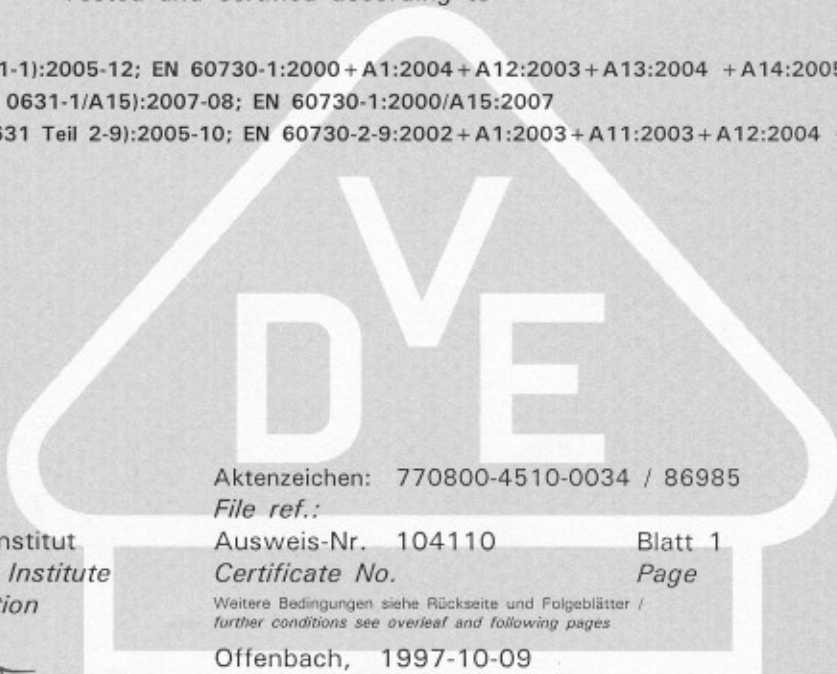 Tested and certified according to
1-1):2005-12; EN 60730-1:2000+A1:2004+A12:2003+A13:2004 +A14:2005
0631-1/A15):2007-08; EN 60730-1:2000/A15:2007
631 Teil 2-9):2005-10; EN 60730-2-9:2002+A1:2003+A11:2003+A12:2004
V
D E
Aktenzeichen: 770800-4510-0034 / 86985
File ref.:
nstitut Ausweis-Nr. 104110 Blatt 1
Institute Certificate No. Page
tion Weitere Bedingungen siehe Rückseite und Folgeblätter /
further conditions see overleaf and following pages
Offenbach, 1997-10-09